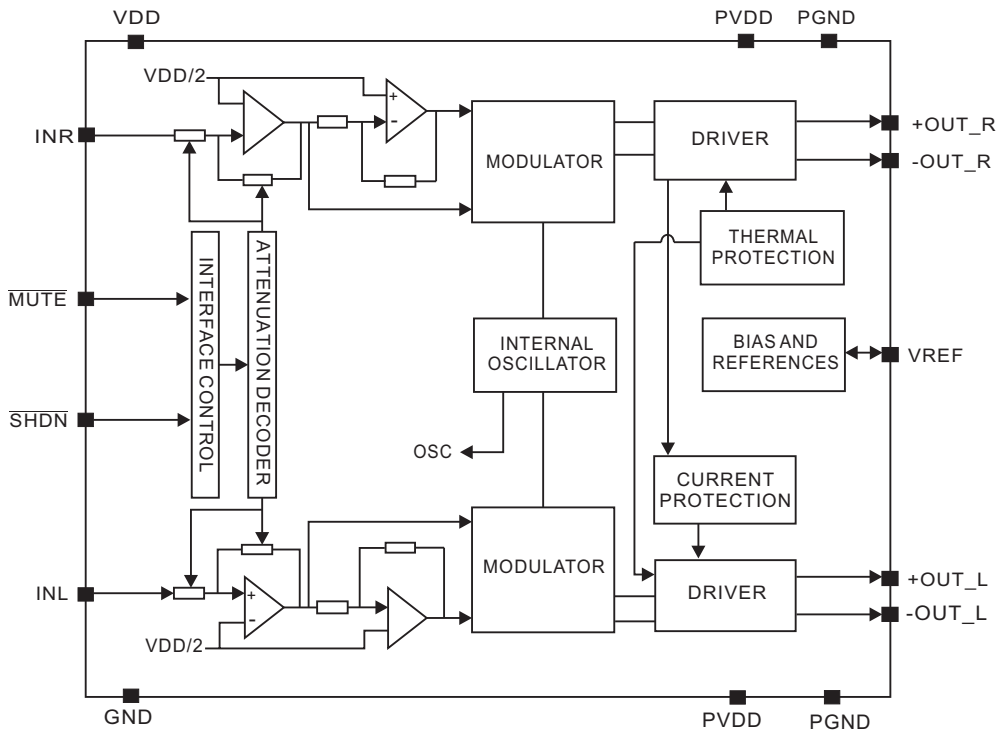 VDD
PVDD
PGND
VDD/2
+
-
INR
MODULATOR
DRIVER
+OUT_R
-OUT_R
THERMAL
PROTECTION
MUTE
SHDN
INTERFACE CONTROL
ATTENUATION DECODER
INTERNAL
OSCILLATOR
BIAS AND
REFERENCES
VREF
OSC
CURRENT
PROTECTION
MODULATOR
DRIVER
INL
+
-
VDD/2
+OUT_L
-OUT_L
GND
PVDD
PGND